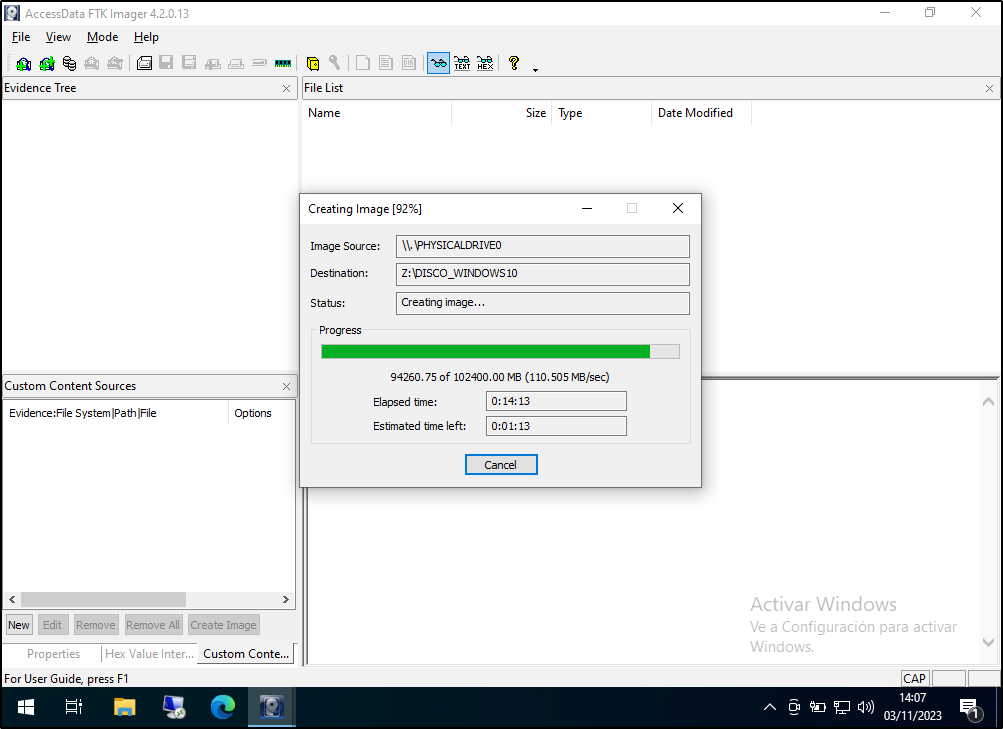 AccessData FTK Imager 4.2.0.13
File View Mode Help
TEXT HEX
Evidence Tree
File List
Name Size Type Date Modified
Creating Image [92%]
Image Source: \\.\PHYSICALDRIVE0
Destination: Z:\DISCO_WINDOWS10
Status: Creating image...
Progress
94260.75 of 102400.00 MB (110.505 MB/sec)
Elapsed time: 0:14:13
Estimated time left: 0:01:13
Cancel
Custom Content Sources
Evidence:File System|Path|File Options
New Edit Remove Remove All Create Image
Properties Hex Value Inter... Custom Conte...
Activar Windows
Ve a Configuración para activar
Windows.
For User Guide, press F1
CAP
14:07
03/11/2023
1